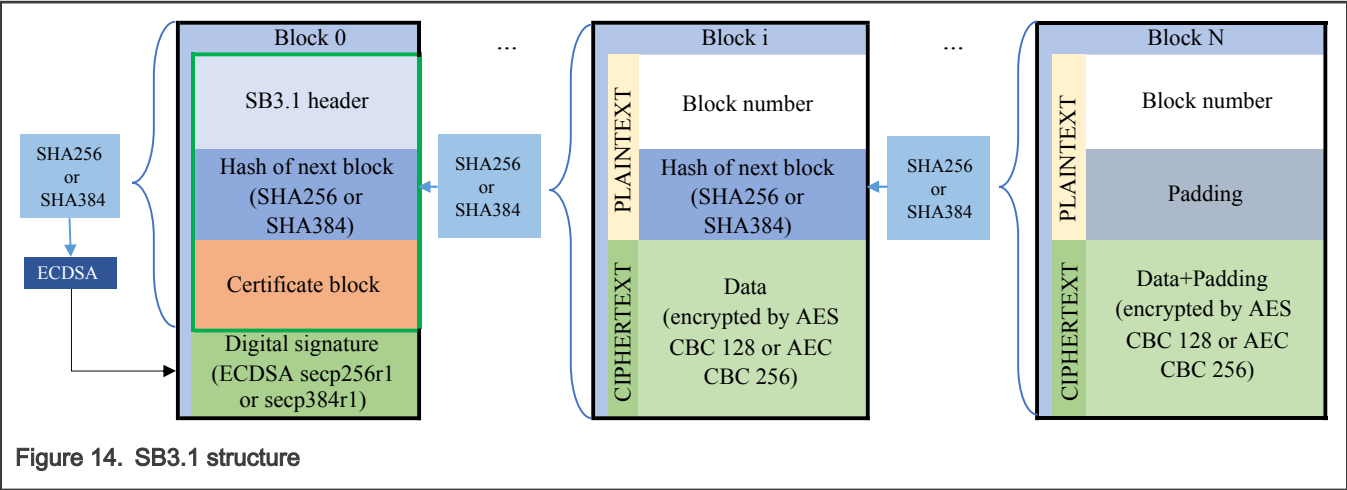 Block 0
SB3.1 header
Hash of next block
(SHA256 or
SHA384)
Certificate block
Digital signature
(ECDSA secp256r1
or secp384r1)
SHA256
or
SHA384
ECDSA
...
SHA256
or
SHA384
Block i
PLAINTEXT
Block number
Hash of next block
(SHA256 or
SHA384)
CIPHERTEXT
Data
(encrypted by AES
CBC 128 or AEC
CBC 256)
...
SHA256
or
SHA384
Block N
PLAINTEXT
Block number
Padding
CIPHERTEXT
Data+Padding
(encrypted by AES
CBC 128 or AEC
CBC 256)
Figure 14. SB3.1 structure